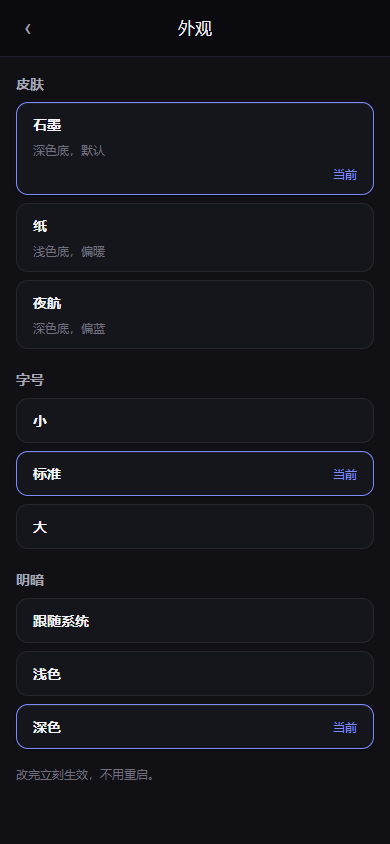 外观
皮肤
石墨
深色底，默认
当前
纸
浅色底，偏暖
夜航
深色底，偏蓝
字号
小
标准
当前
大
明暗
跟随系统
浅色
深色
当前
改完立刻生效，不用重启。